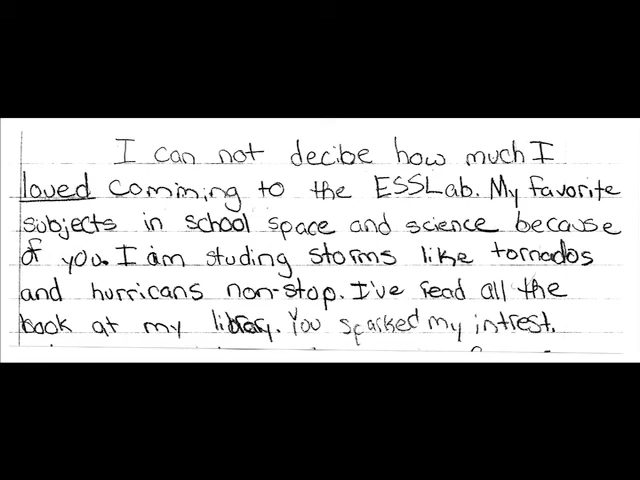 I can not decibe how much I
loved comming to the ESSLab. My favorite
subjects in school space and science because
of you. I am studing storms like tornados
and hurricans non-stop. I've read all the
book at my library. You sparked my intrest.